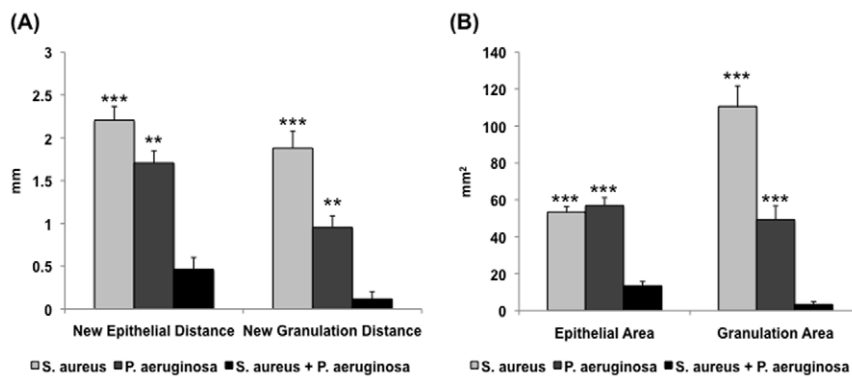 (A)
3
2.5
2
1.5
1
0.5
0
mm
***
**
***
**
New Epithelial Distance New Granulation Distance
S. aureus P. aeruginosa S. aureus + P. aeruginosa
(B)
140
120
100
80
60
40
20
0
mm²
***
***
***
***
Epithelial Area Granulation Area
S. aureus P. aeruginosa S. aureus + P. aeruginosa